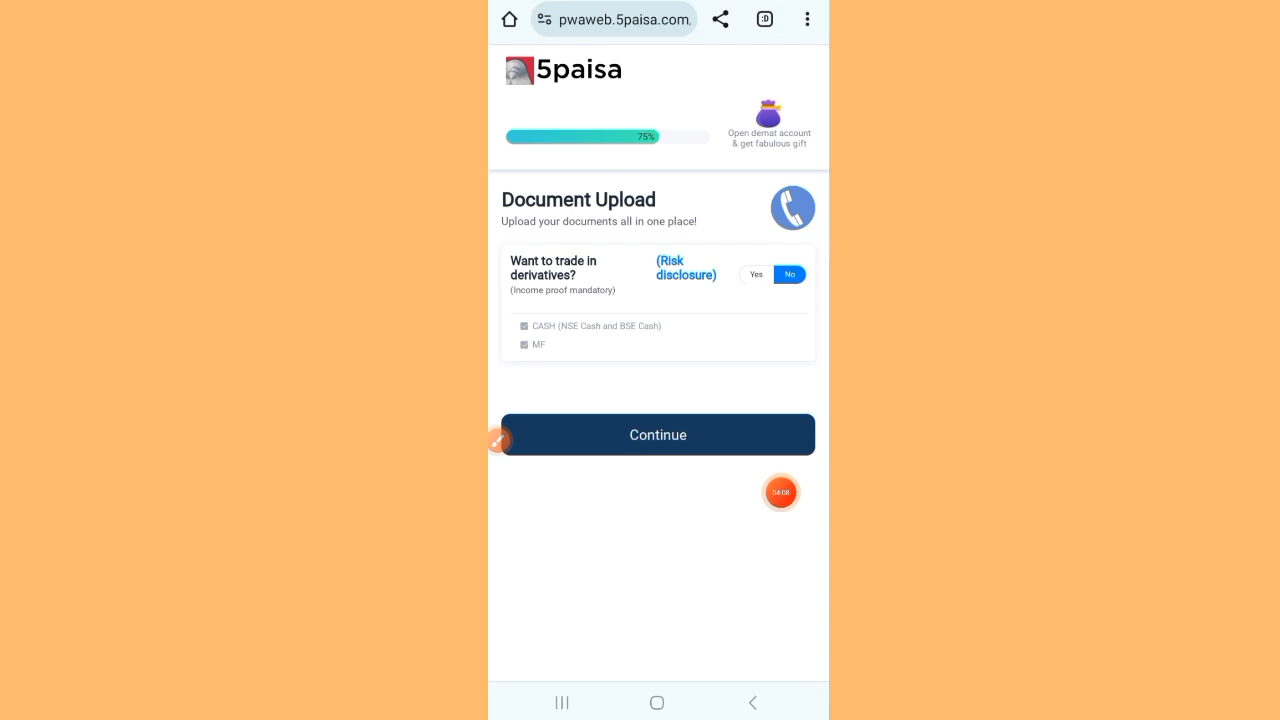 pwaweb.5paisa.com
:D
5paisa
75%
Open demat account
& get fabulous gift
Document Upload
Upload your documents all in one place!
Want to trade in
derivatives?
(Risk
disclosure)
(Income proof mandatory)
Yes
No
CASH (NSE Cash and BSE Cash)
MF
Continue
04:08